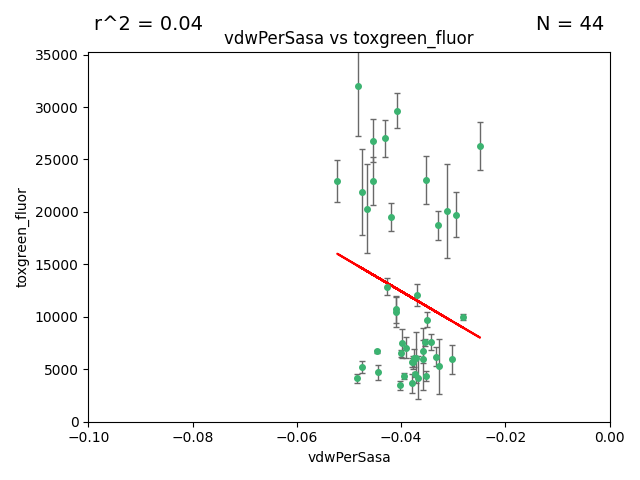 r^2 = 0.04
N = 44
vdwPerSasa vs toxgreen_fluor
35000
30000
25000
20000
15000
10000
5000
0
toxgreen_fluor
−0.10
−0.08
−0.06
−0.04
−0.02
0.00
vdwPerSasa